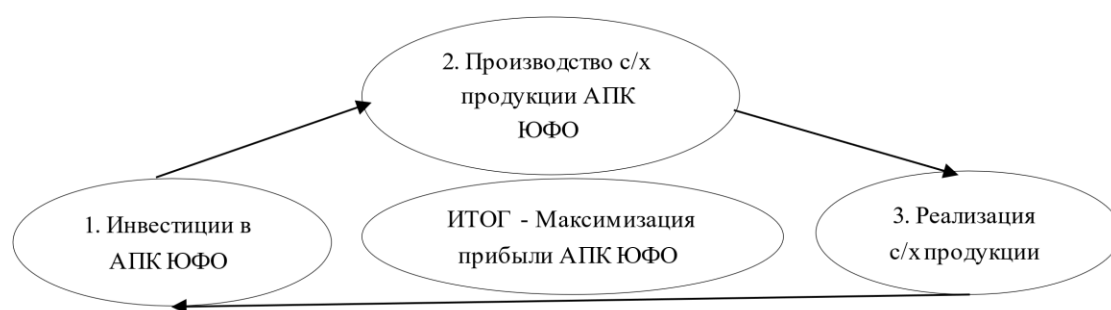 2. Производство с/х
продукции АПК
ЮФО
1. Инвестиции в
АПК ЮФО
ИТОГ - Максимизация
прибыли АПК ЮФО
3. Реализация
с/х продукции